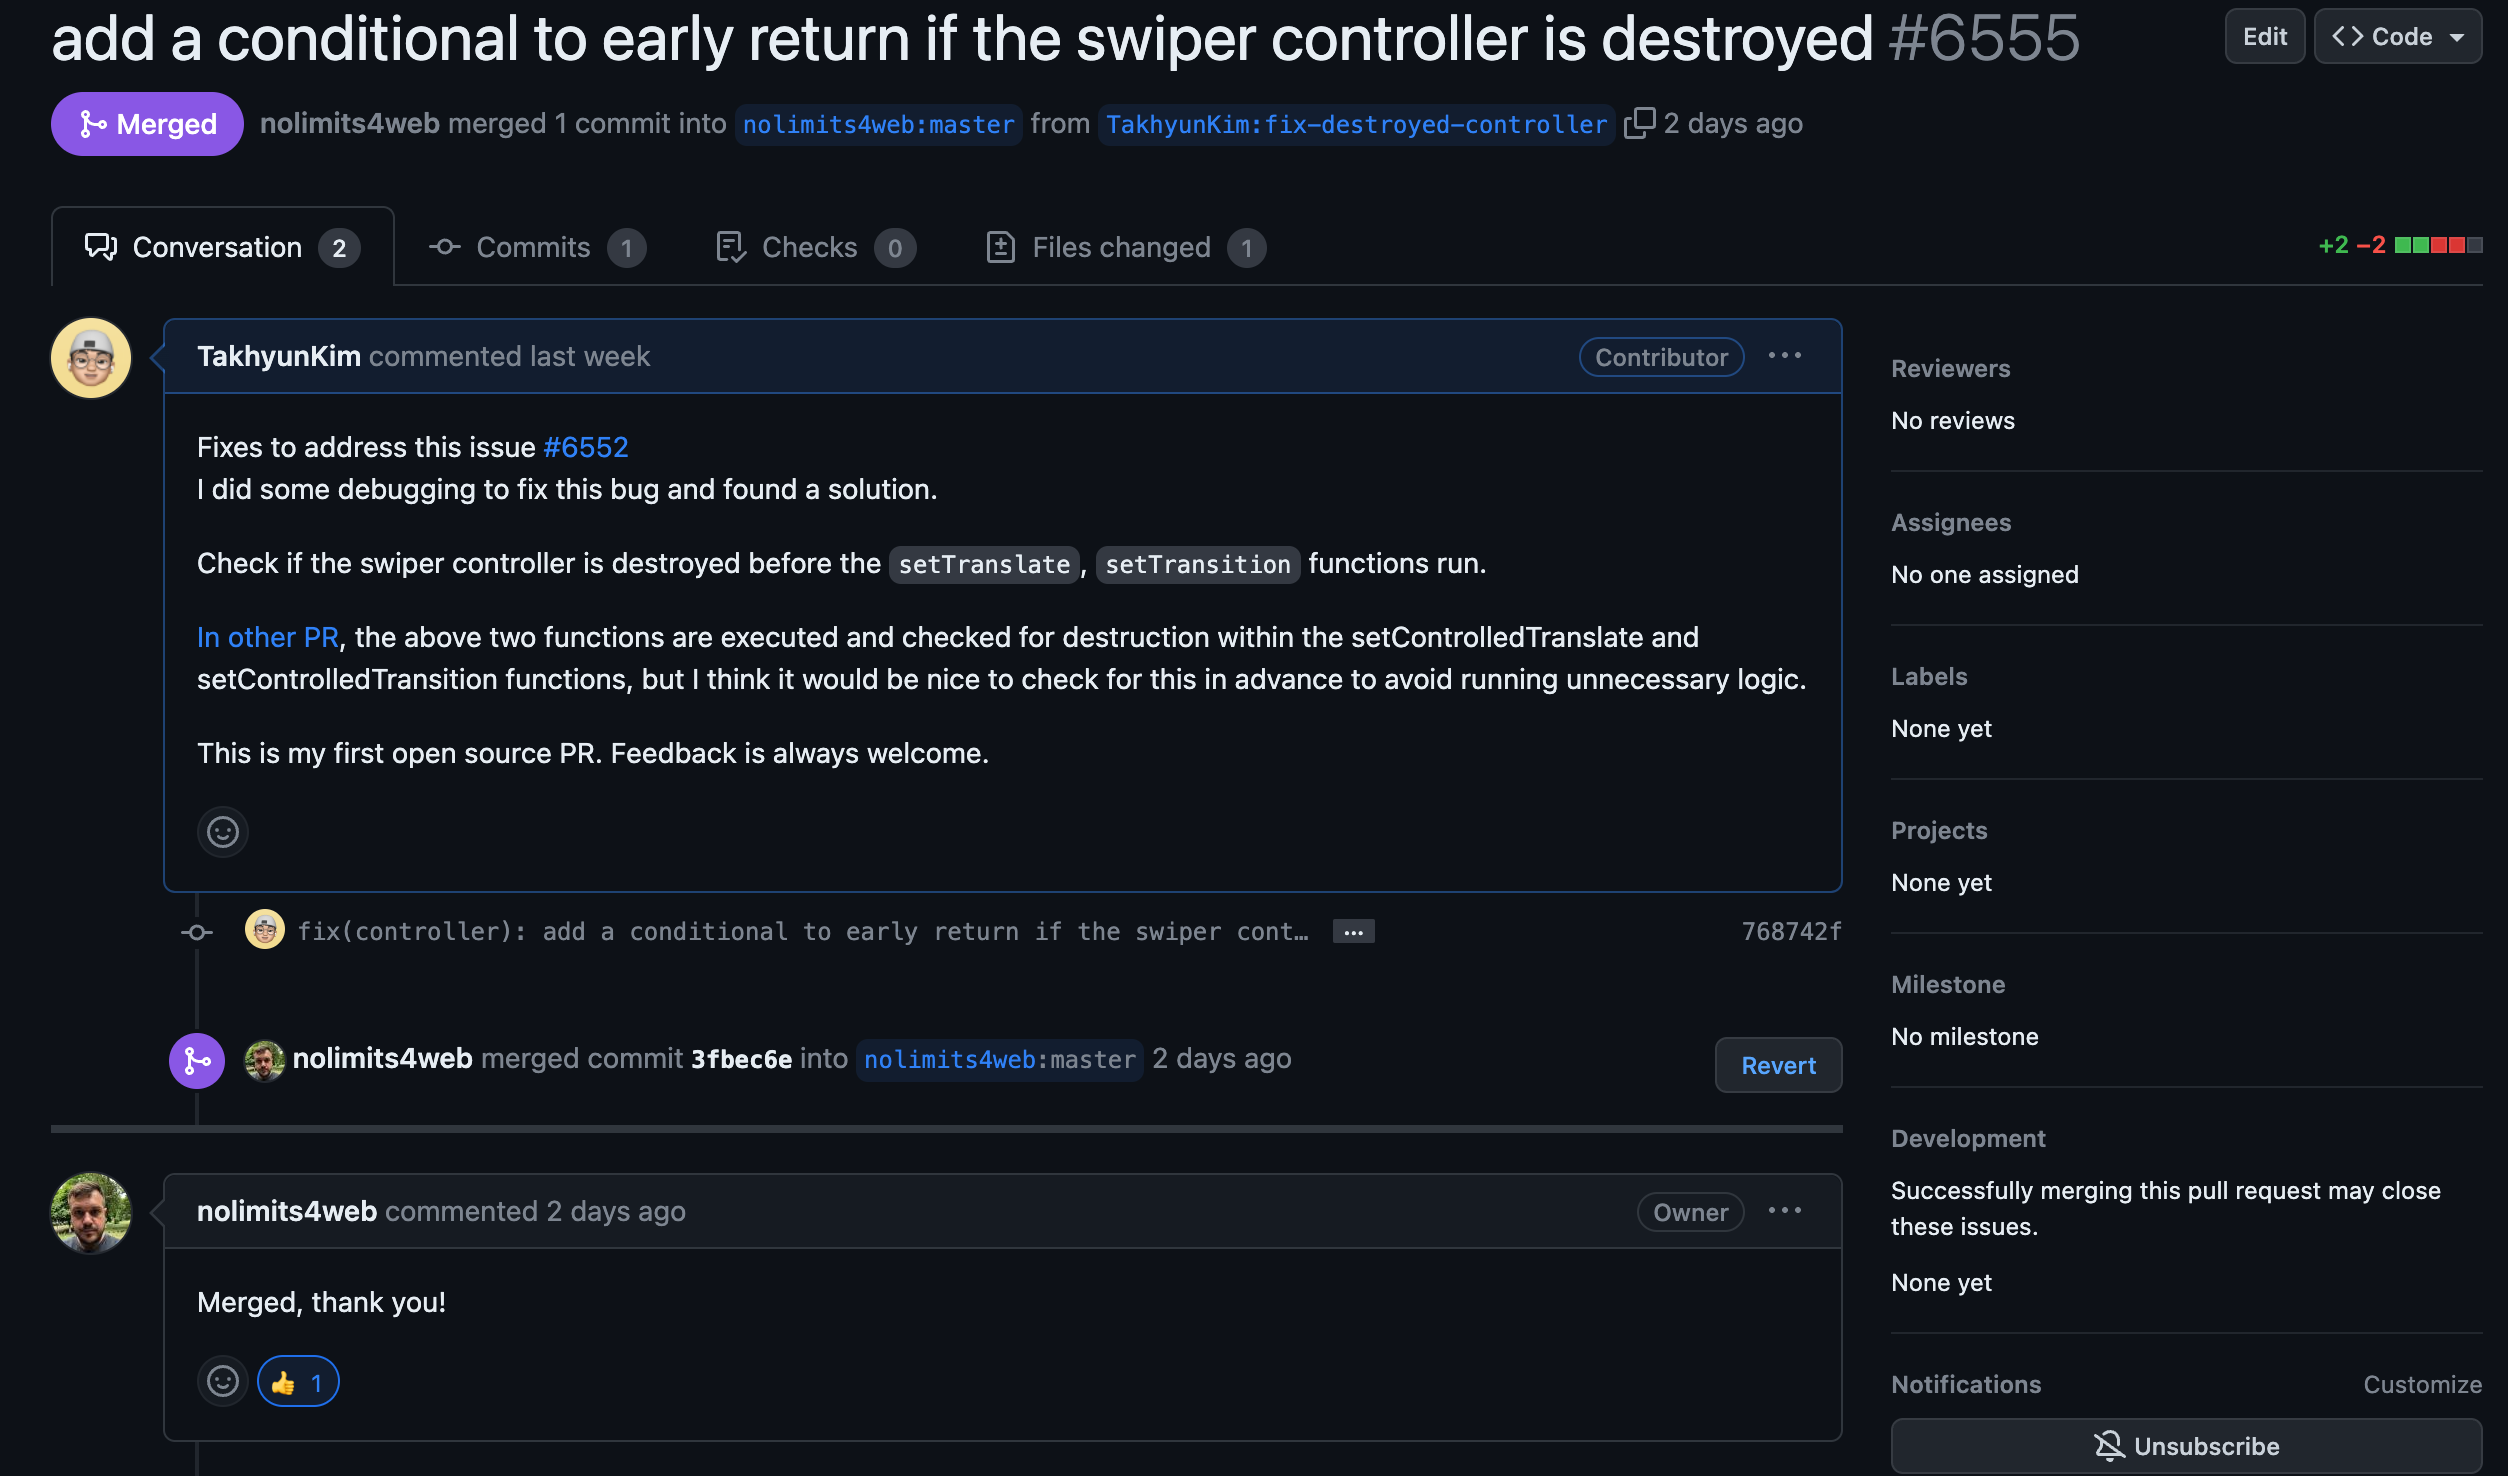 add a conditional to early return if the swiper controller is destroyed #6555
Edit
<> Code
Merged
nolimits4web merged 1 commit into nolimits4web:master from TakhyunKim:fix-destroyed-controller 2 days ago
Conversation 2
Commits 1
Checks 0
Files changed 1
+2 −2
TakhyunKim commented last week
Contributor
Fixes to address this issue #6552
I did some debugging to fix this bug and found a solution.
Check if the swiper controller is destroyed before the setTranslate, setTransition functions run.
In other PR, the above two functions are executed and checked for destruction within the setControlledTranslate and
setControlledTransition functions, but I think it would be nice to check for this in advance to avoid running unnecessary logic.
This is my first open source PR. Feedback is always welcome.
fix(controller): add a conditional to early return if the swiper cont… …
768742f
nolimits4web merged commit 3fbec6e into nolimits4web:master 2 days ago
Revert
nolimits4web commented 2 days ago
Owner
Merged, thank you!
👍 1
Reviewers
No reviews
Assignees
No one assigned
Labels
None yet
Projects
None yet
Milestone
No milestone
Development
Successfully merging this pull request may close
these issues.
None yet
Notifications
Customize
Unsubscribe